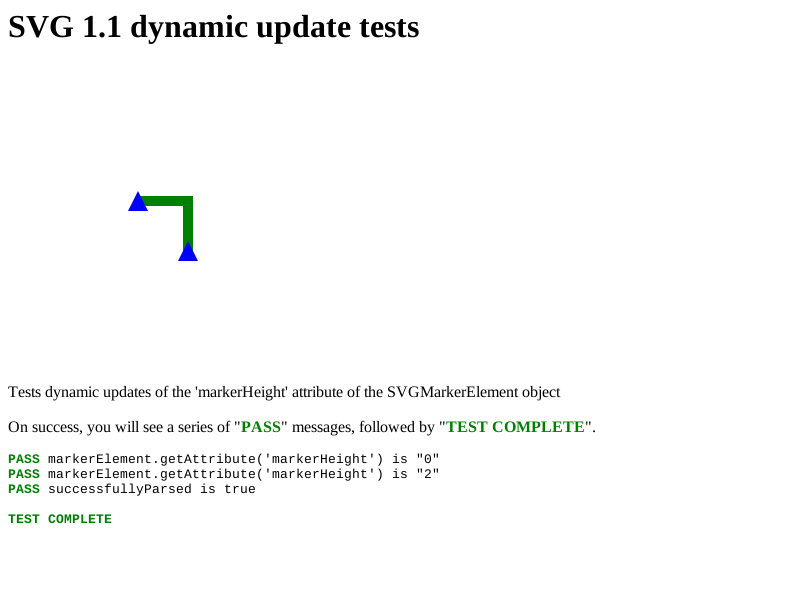 SVG 1.1 dynamic update tests
Tests dynamic updates of the 'markerHeight' attribute of the SVGMarkerElement object
On success, you will see a series of "PASS" messages, followed by "TEST COMPLETE".
PASS markerElement.getAttribute('markerHeight') is "0"
PASS markerElement.getAttribute('markerHeight') is "2"
PASS successfullyParsed is true
TEST COMPLETE